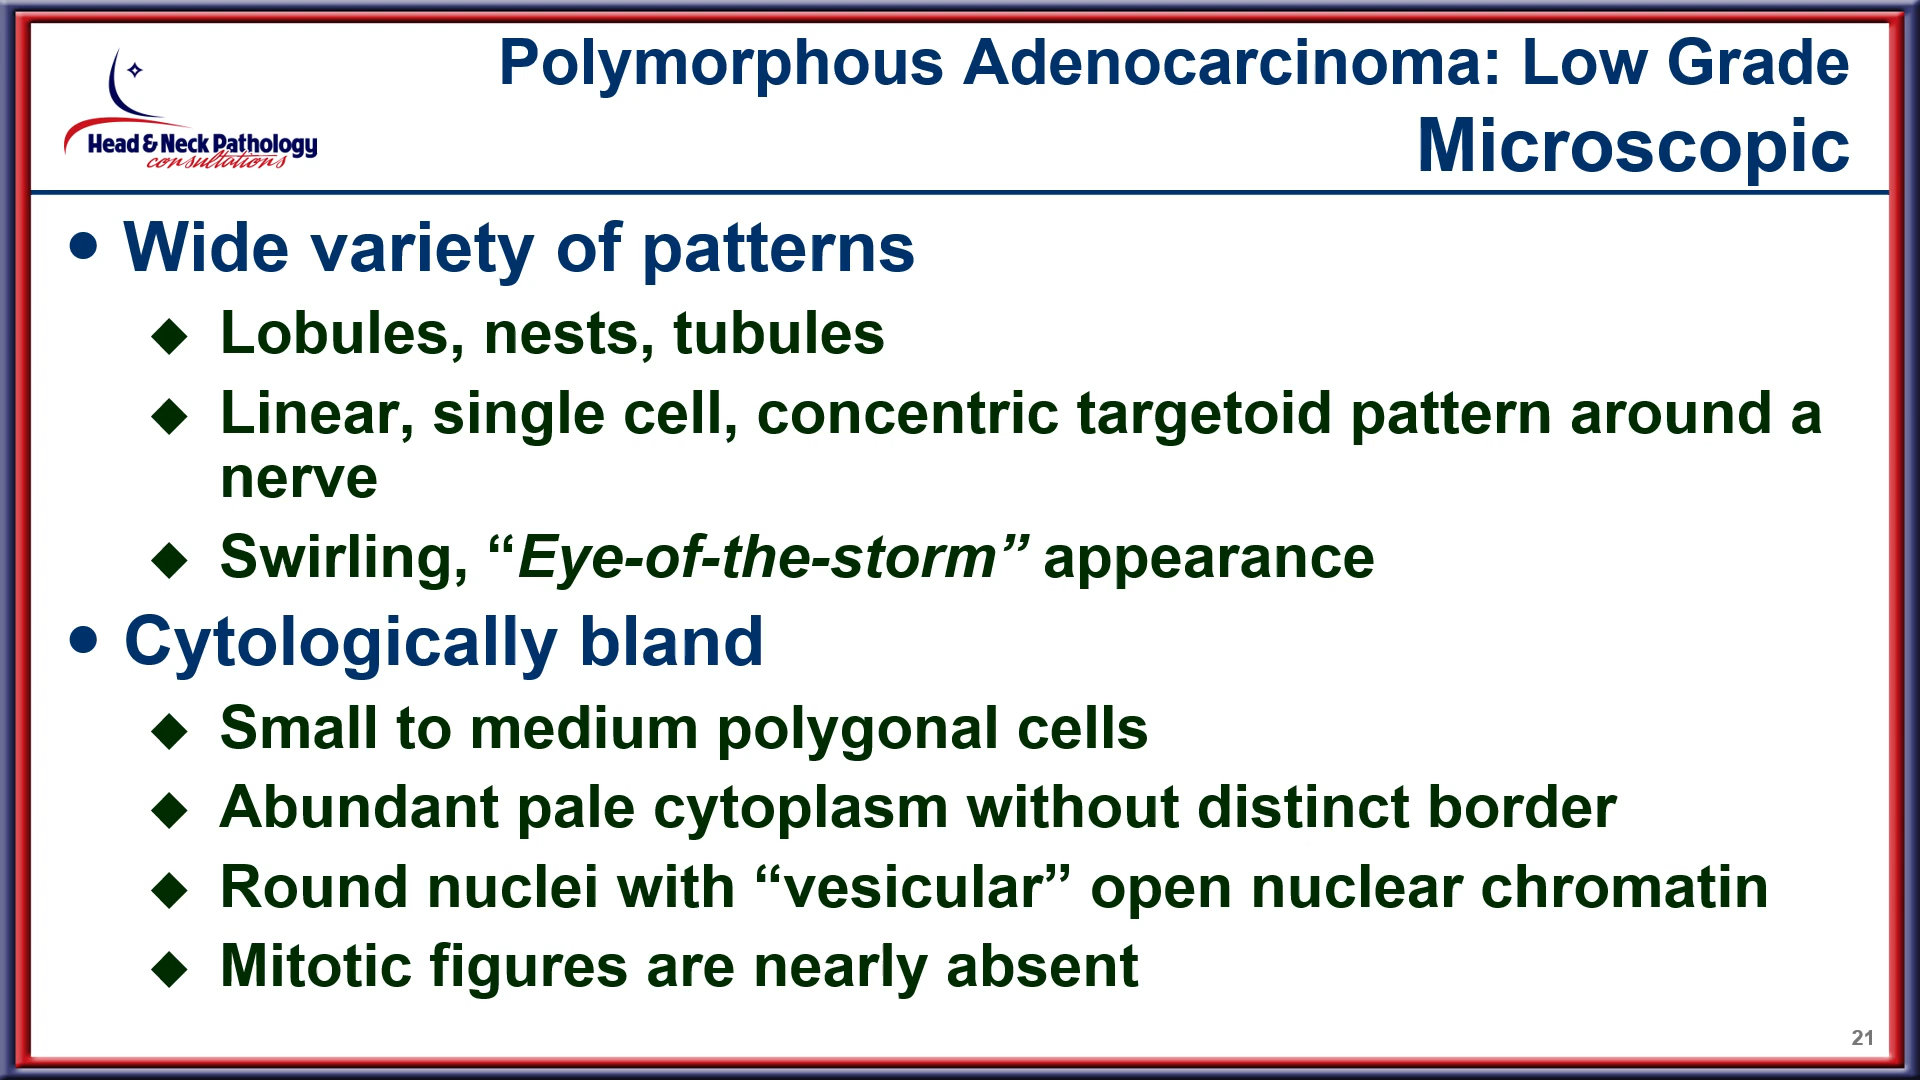 Polymorphous Adenocarcinoma: Low Grade
Microscopic
Head & Neck Pathology
consultations
• Wide variety of patterns
◆ Lobules, nests, tubules
◆ Linear, single cell, concentric targetoid pattern around a
nerve
◆ Swirling, “Eye-of-the-storm” appearance
• Cytologically bland
◆ Small to medium polygonal cells
◆ Abundant pale cytoplasm without distinct border
◆ Round nuclei with “vesicular” open nuclear chromatin
◆ Mitotic figures are nearly absent
21